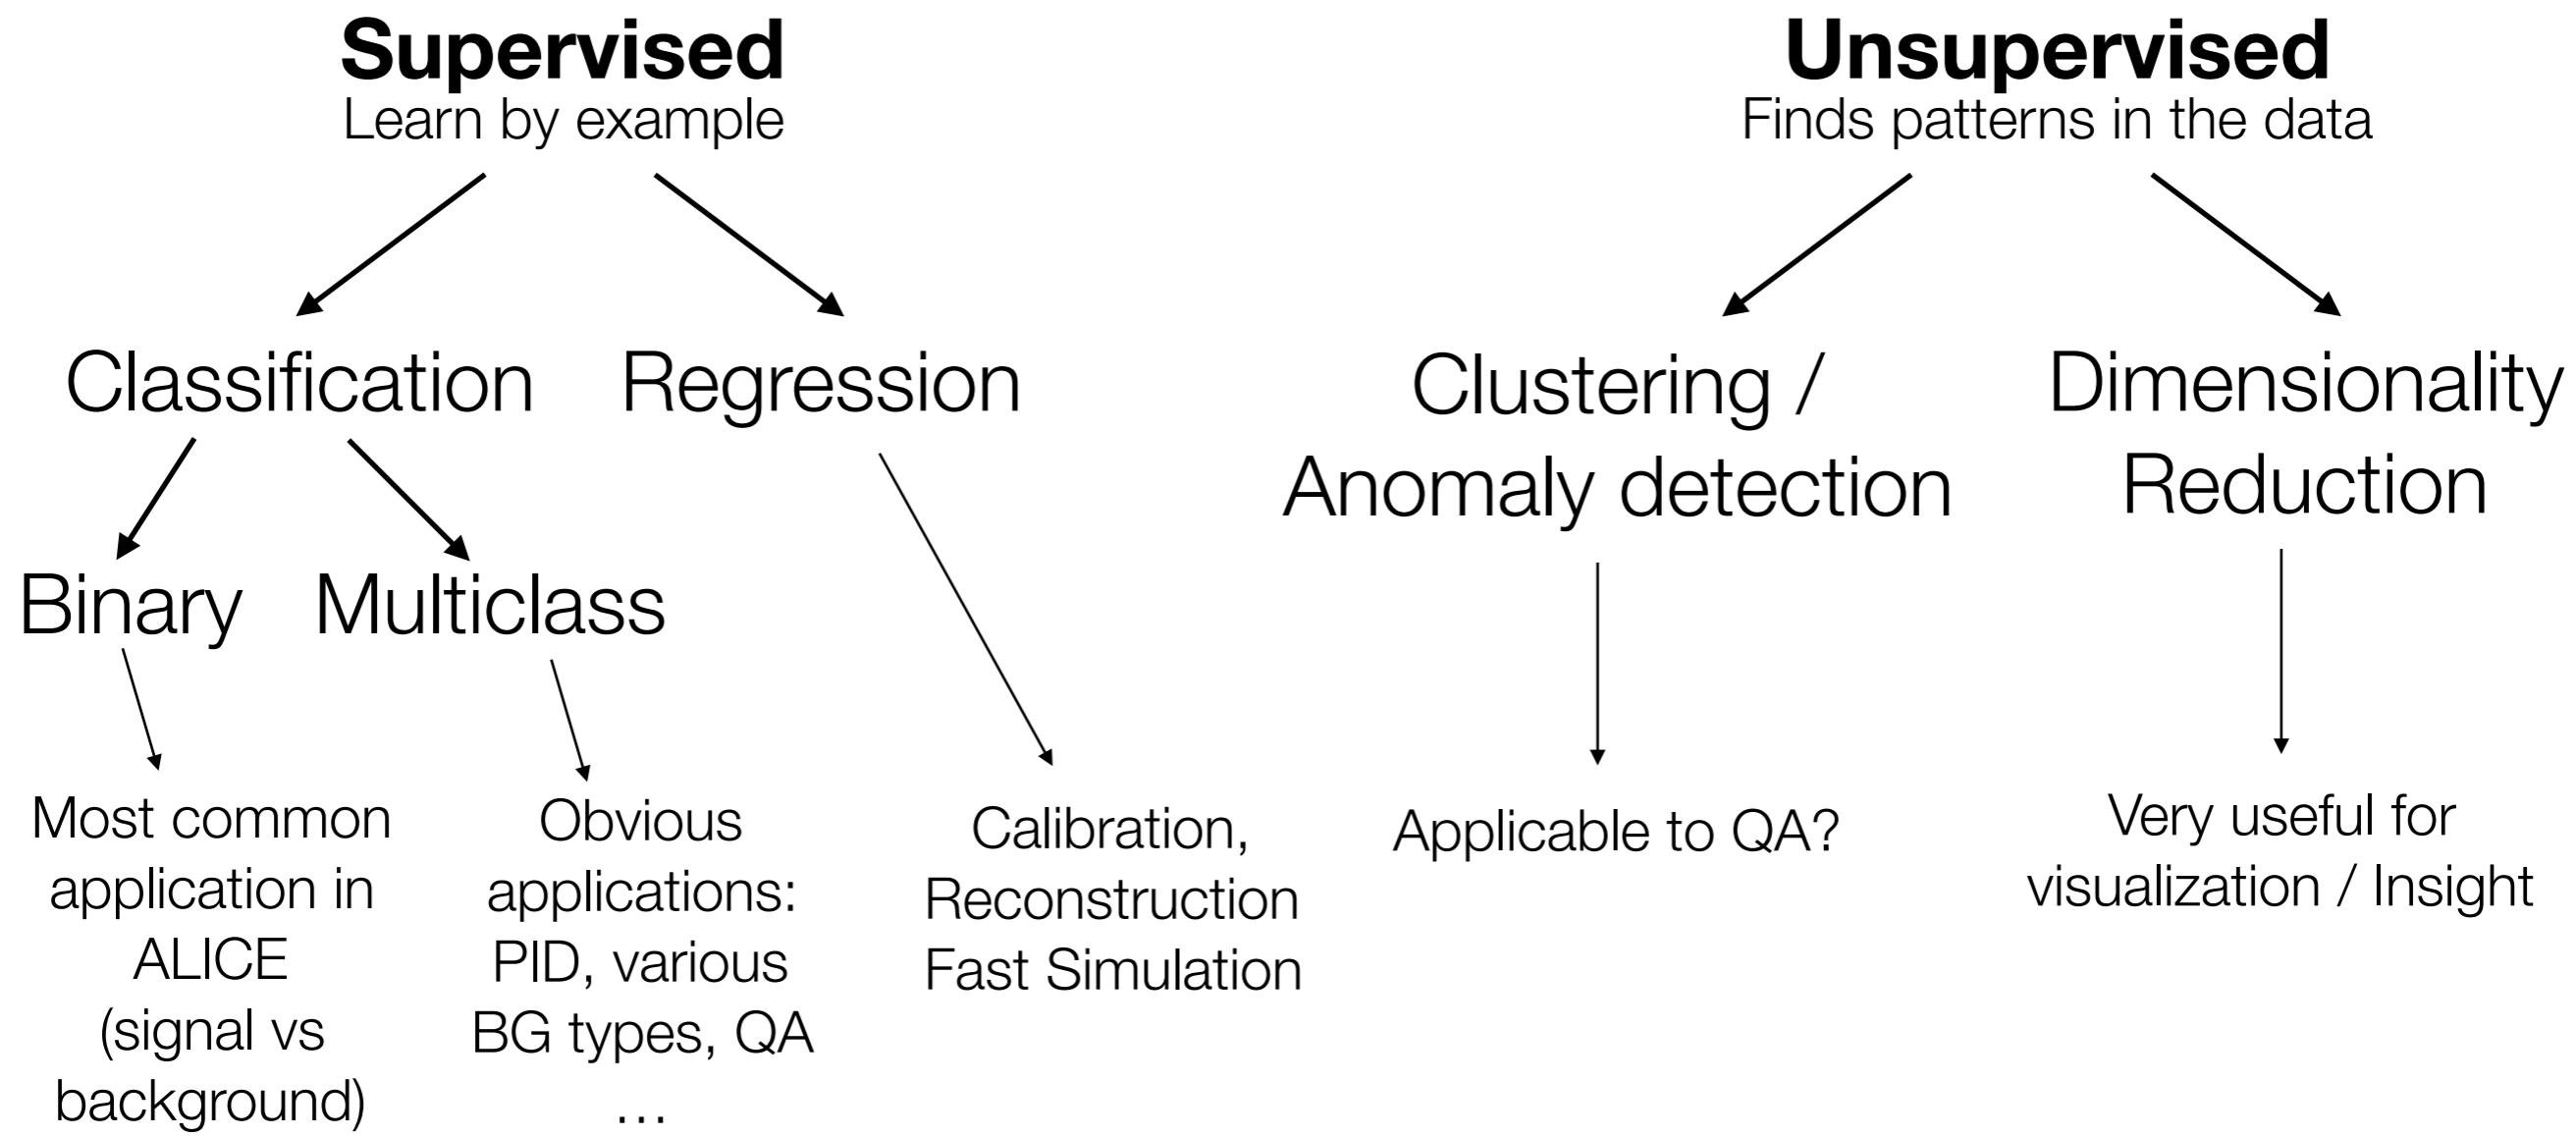 Supervised
Learn by example
Unsupervised
Finds patterns in the data
Classification
Regression
Clustering /
Anomaly detection
Dimensionality
Reduction
Binary
Multiclass
Most common
application in
ALICE
(signal vs
background)
Obvious
applications:
PID, various
BG types, QA
…
Calibration,
Reconstruction
Fast Simulation
Applicable to QA?
Very useful for
visualization / Insight